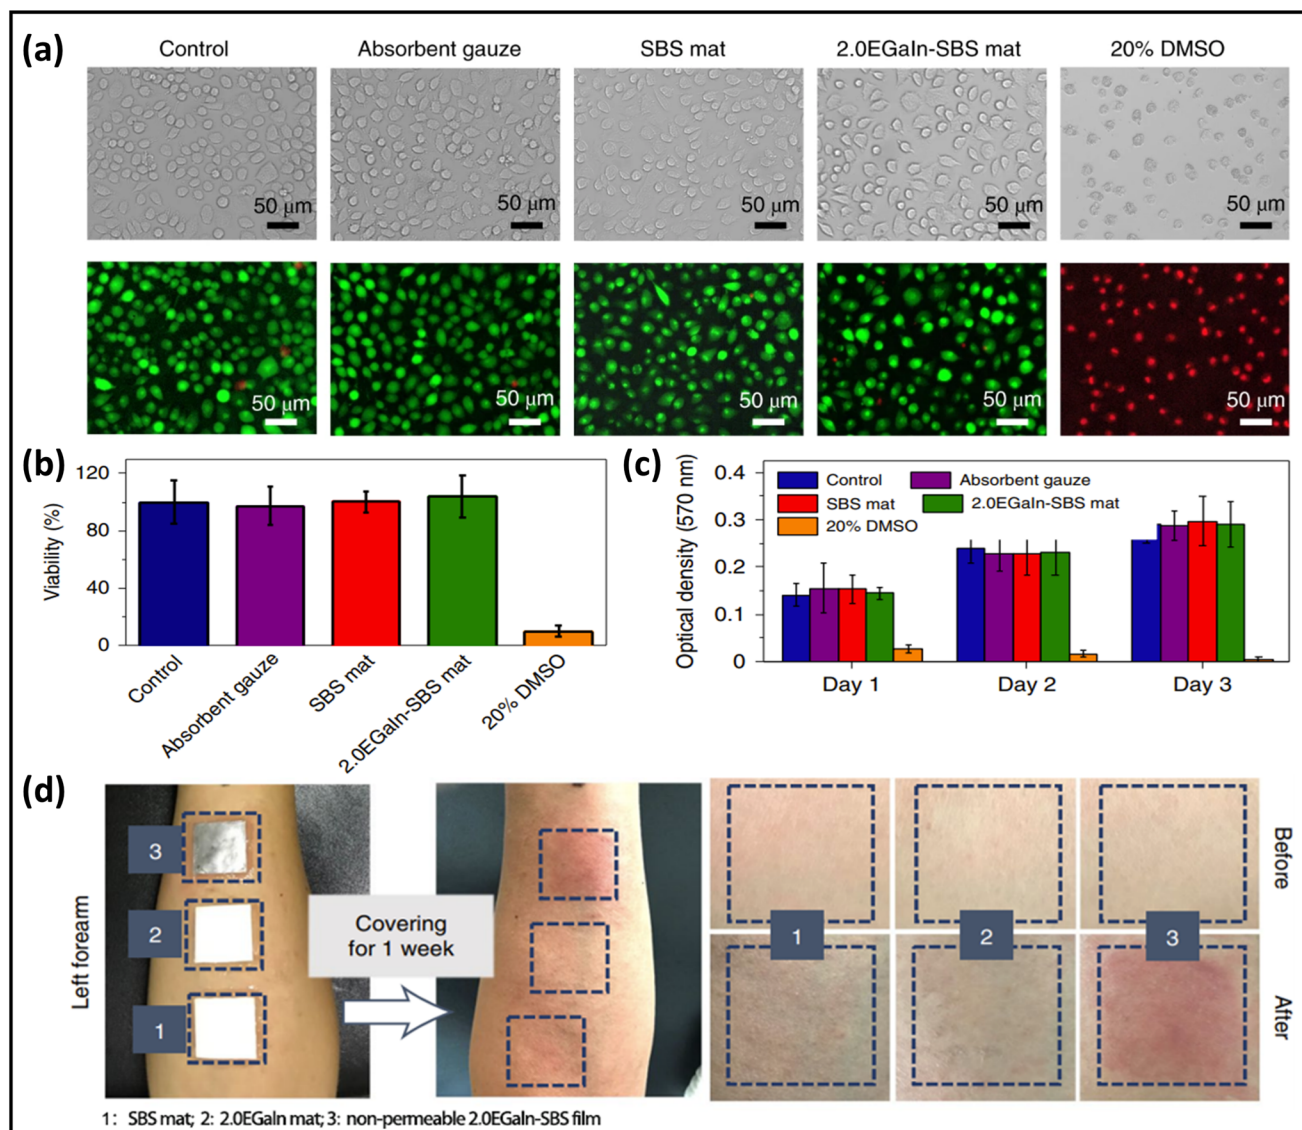 (a)
Control Absorbent gauze SBS mat 2.0EGaIn-SBS mat 20% DMSO
50 μm 50 μm 50 μm 50 μm 50 μm
50 μm 50 μm 50 μm 50 μm 50 μm
(b)
Viability (%)
120
80
40
0
Control Absorbent gauze SBS mat 2.0EGaIn-SBS mat 20% DMSO
(c)
Optical density (570 nm)
0.4
0.3
0.2
0.1
0
Control Absorbent gauze
SBS mat 2.0EGaIn-SBS mat
20% DMSO
Day 1 Day 2 Day 3
(d)
Left forearm
3
2
1
Covering
for 1 week
1 2 3
Before
After
1: SBS mat; 2: 2.0EGaIn mat; 3: non-permeable 2.0EGaIn-SBS film